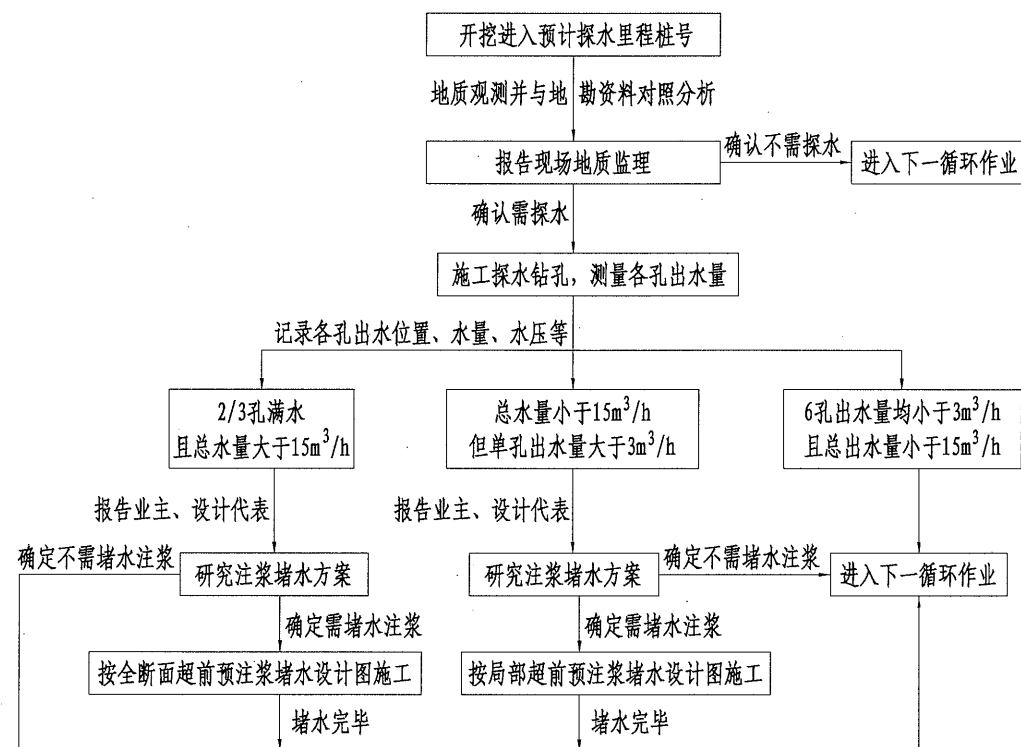 开挖进入预计探水里程桩号
地质观测并与地勘资料对照分析
报告现场地质监理
确认不需探水
进入下一循环作业
确认需探水
施工探水钻孔，测量各孔出水量
记录各孔出水位置、水量、水压等
2/3孔满水
且总水量大于15m³/h
总水量小于15m³/h
但单孔出水量大于3m³/h
6孔出水量均小于3m³/h
且总出水量小于15m³/h
报告业主、设计代表
报告业主、设计代表
确定不需堵水注浆
研究注浆堵水方案
研究注浆堵水方案
确定不需堵水注浆
进入下一循环作业
确定需堵水注浆
确定需堵水注浆
按全断面超前预注浆堵水设计图施工
按局部超前预注浆堵水设计图施工
堵水完毕
堵水完毕